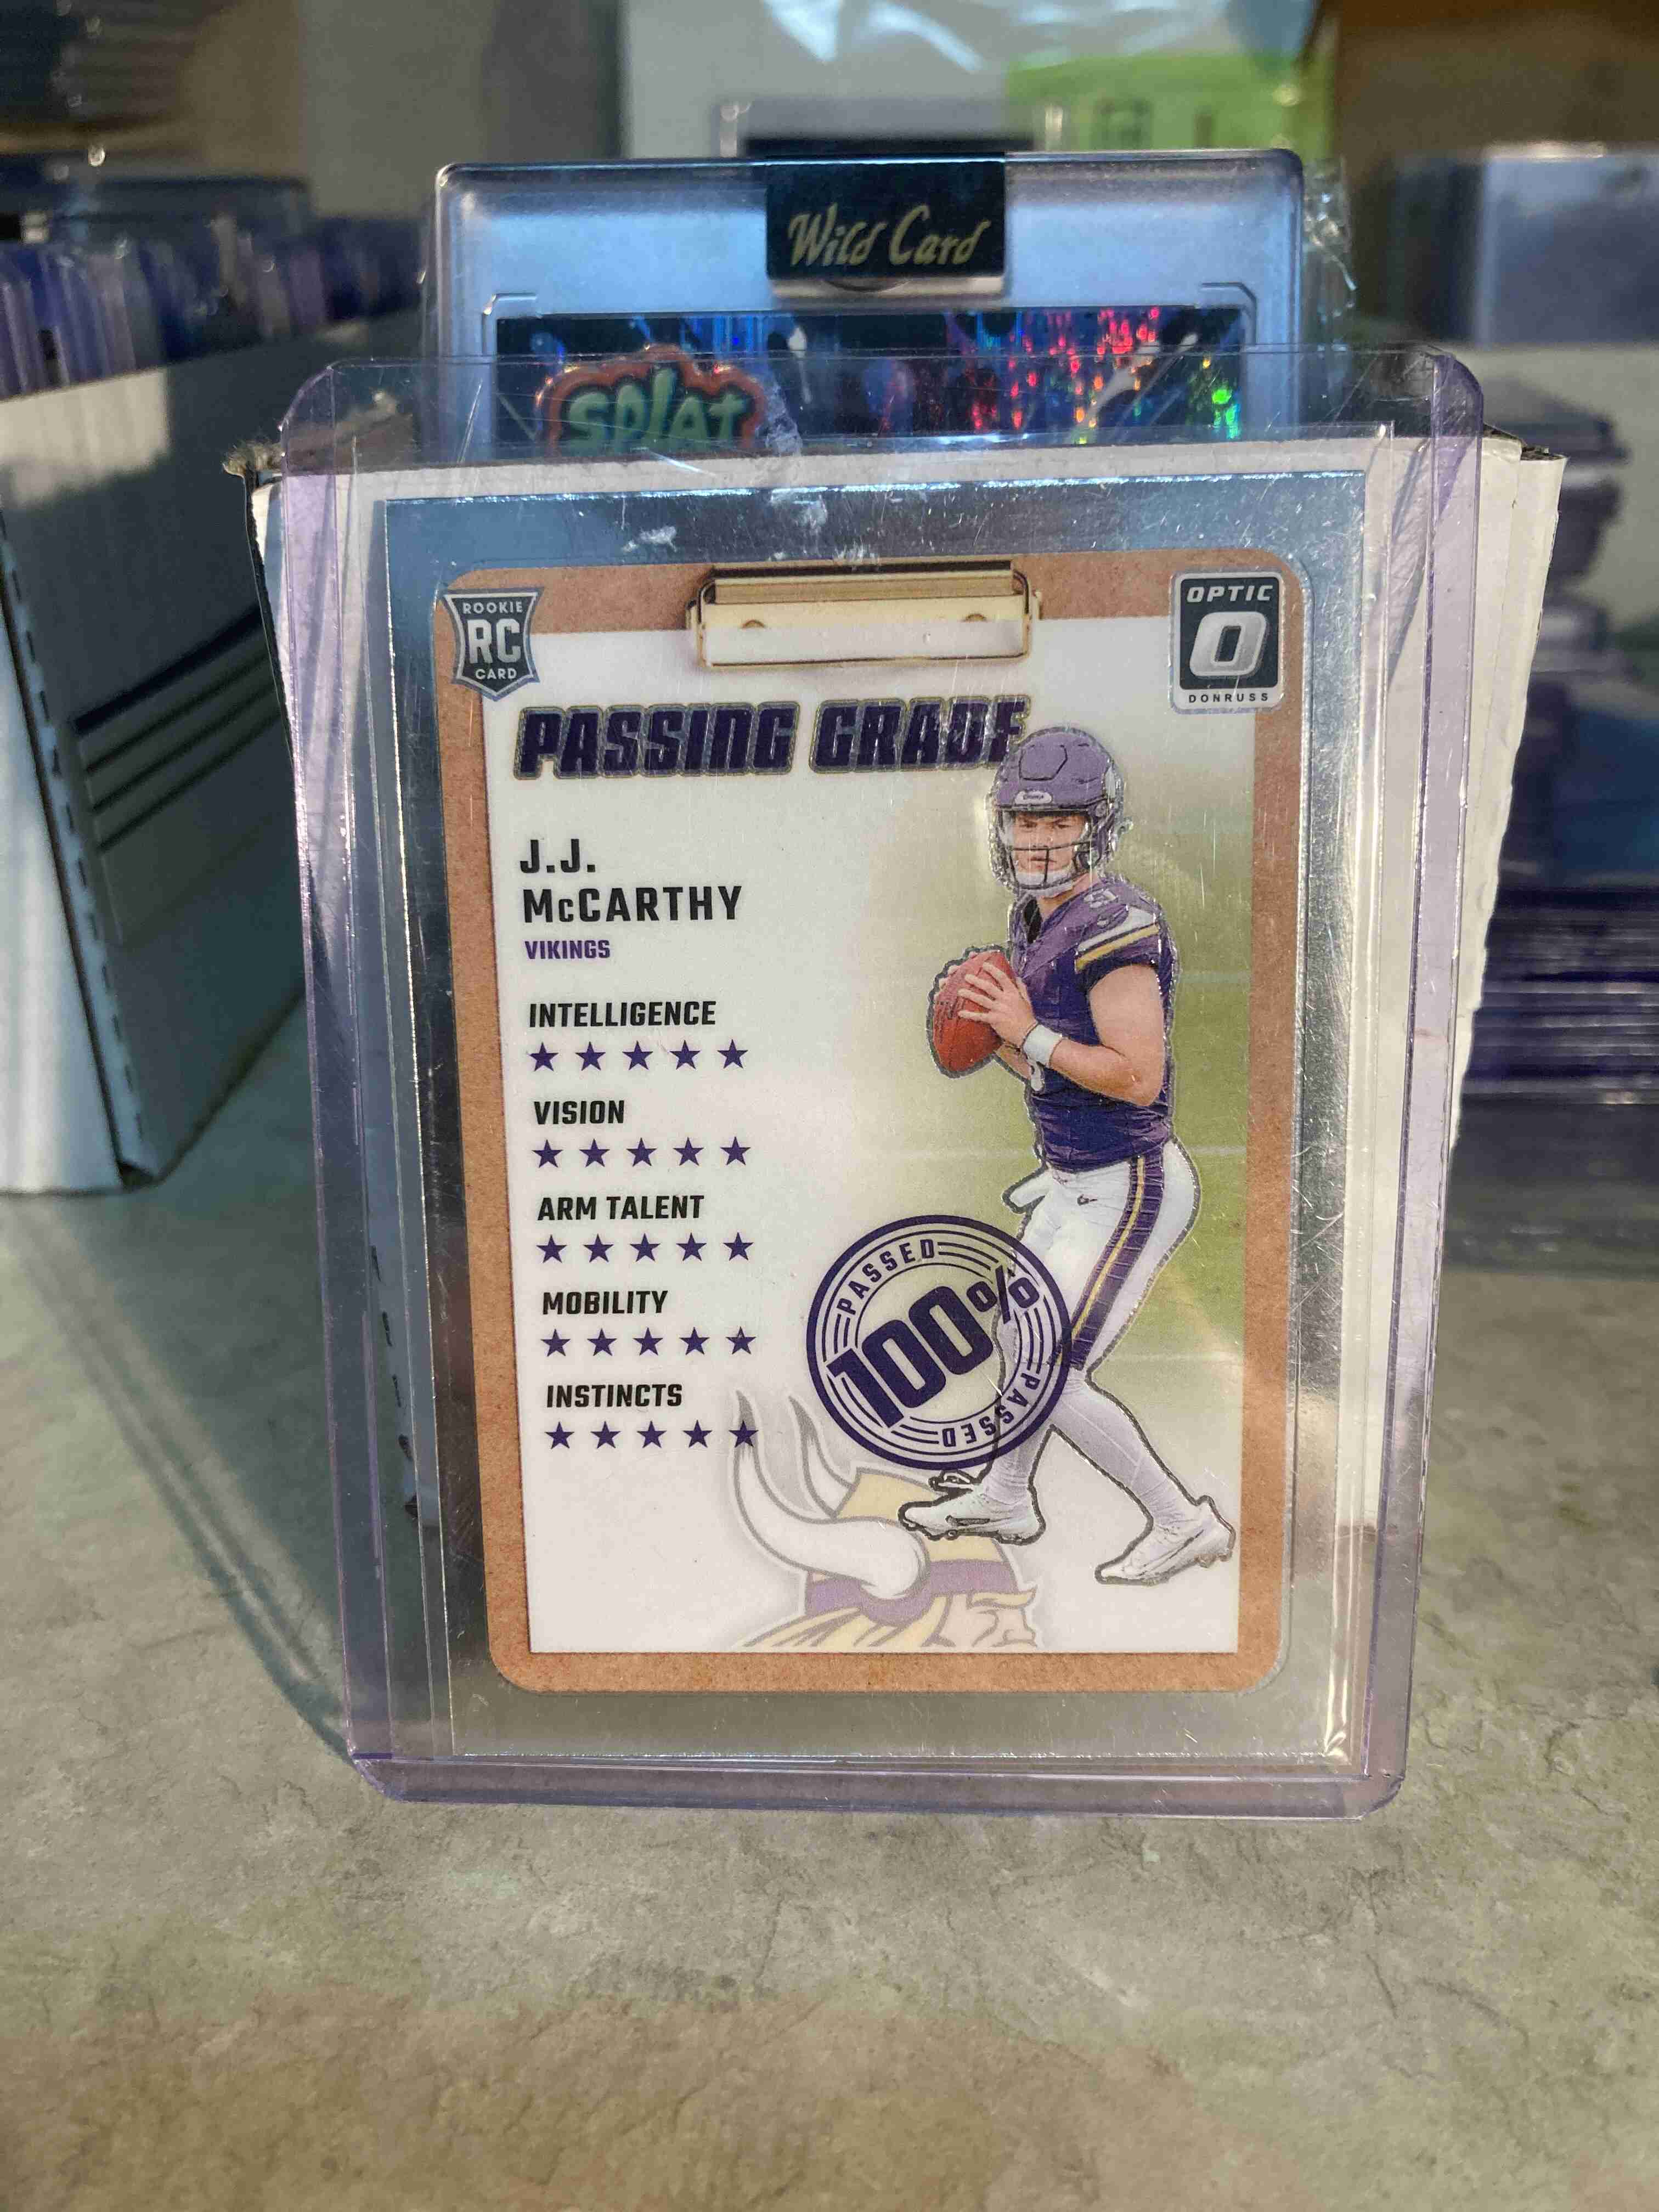 Wild Card
splat
ROOKIE
RC
CARD
OPTIC
O
DONRUSS
PASSING GRADE
J.J.
McCARTHY
VIKINGS
INTELLIGENCE
VISION
ARM TALENT
MOBILITY
INSTINCTS
PASSED
100%
PASSED